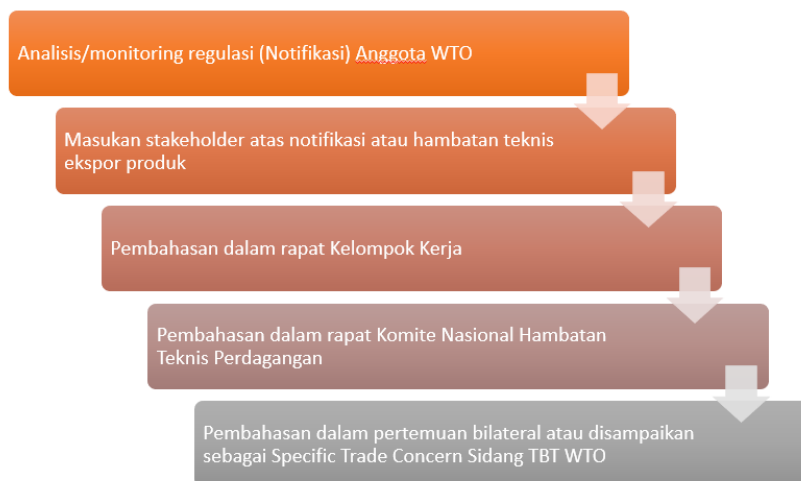 Analisis/monitoring regulasi (Notifikasi) Anggota WTO
Masukan stakeholder atas notifikasi atau hambatan teknis
ekspor produk
Pembahasan dalam rapat Kelompok Kerja
Pembahasan dalam rapat Komite Nasional Hambatan
Teknis Perdagangan
Pembahasan dalam pertemuan bilateral atau disampaikan
sebagai Specific Trade Concern Sidang TBT WTO